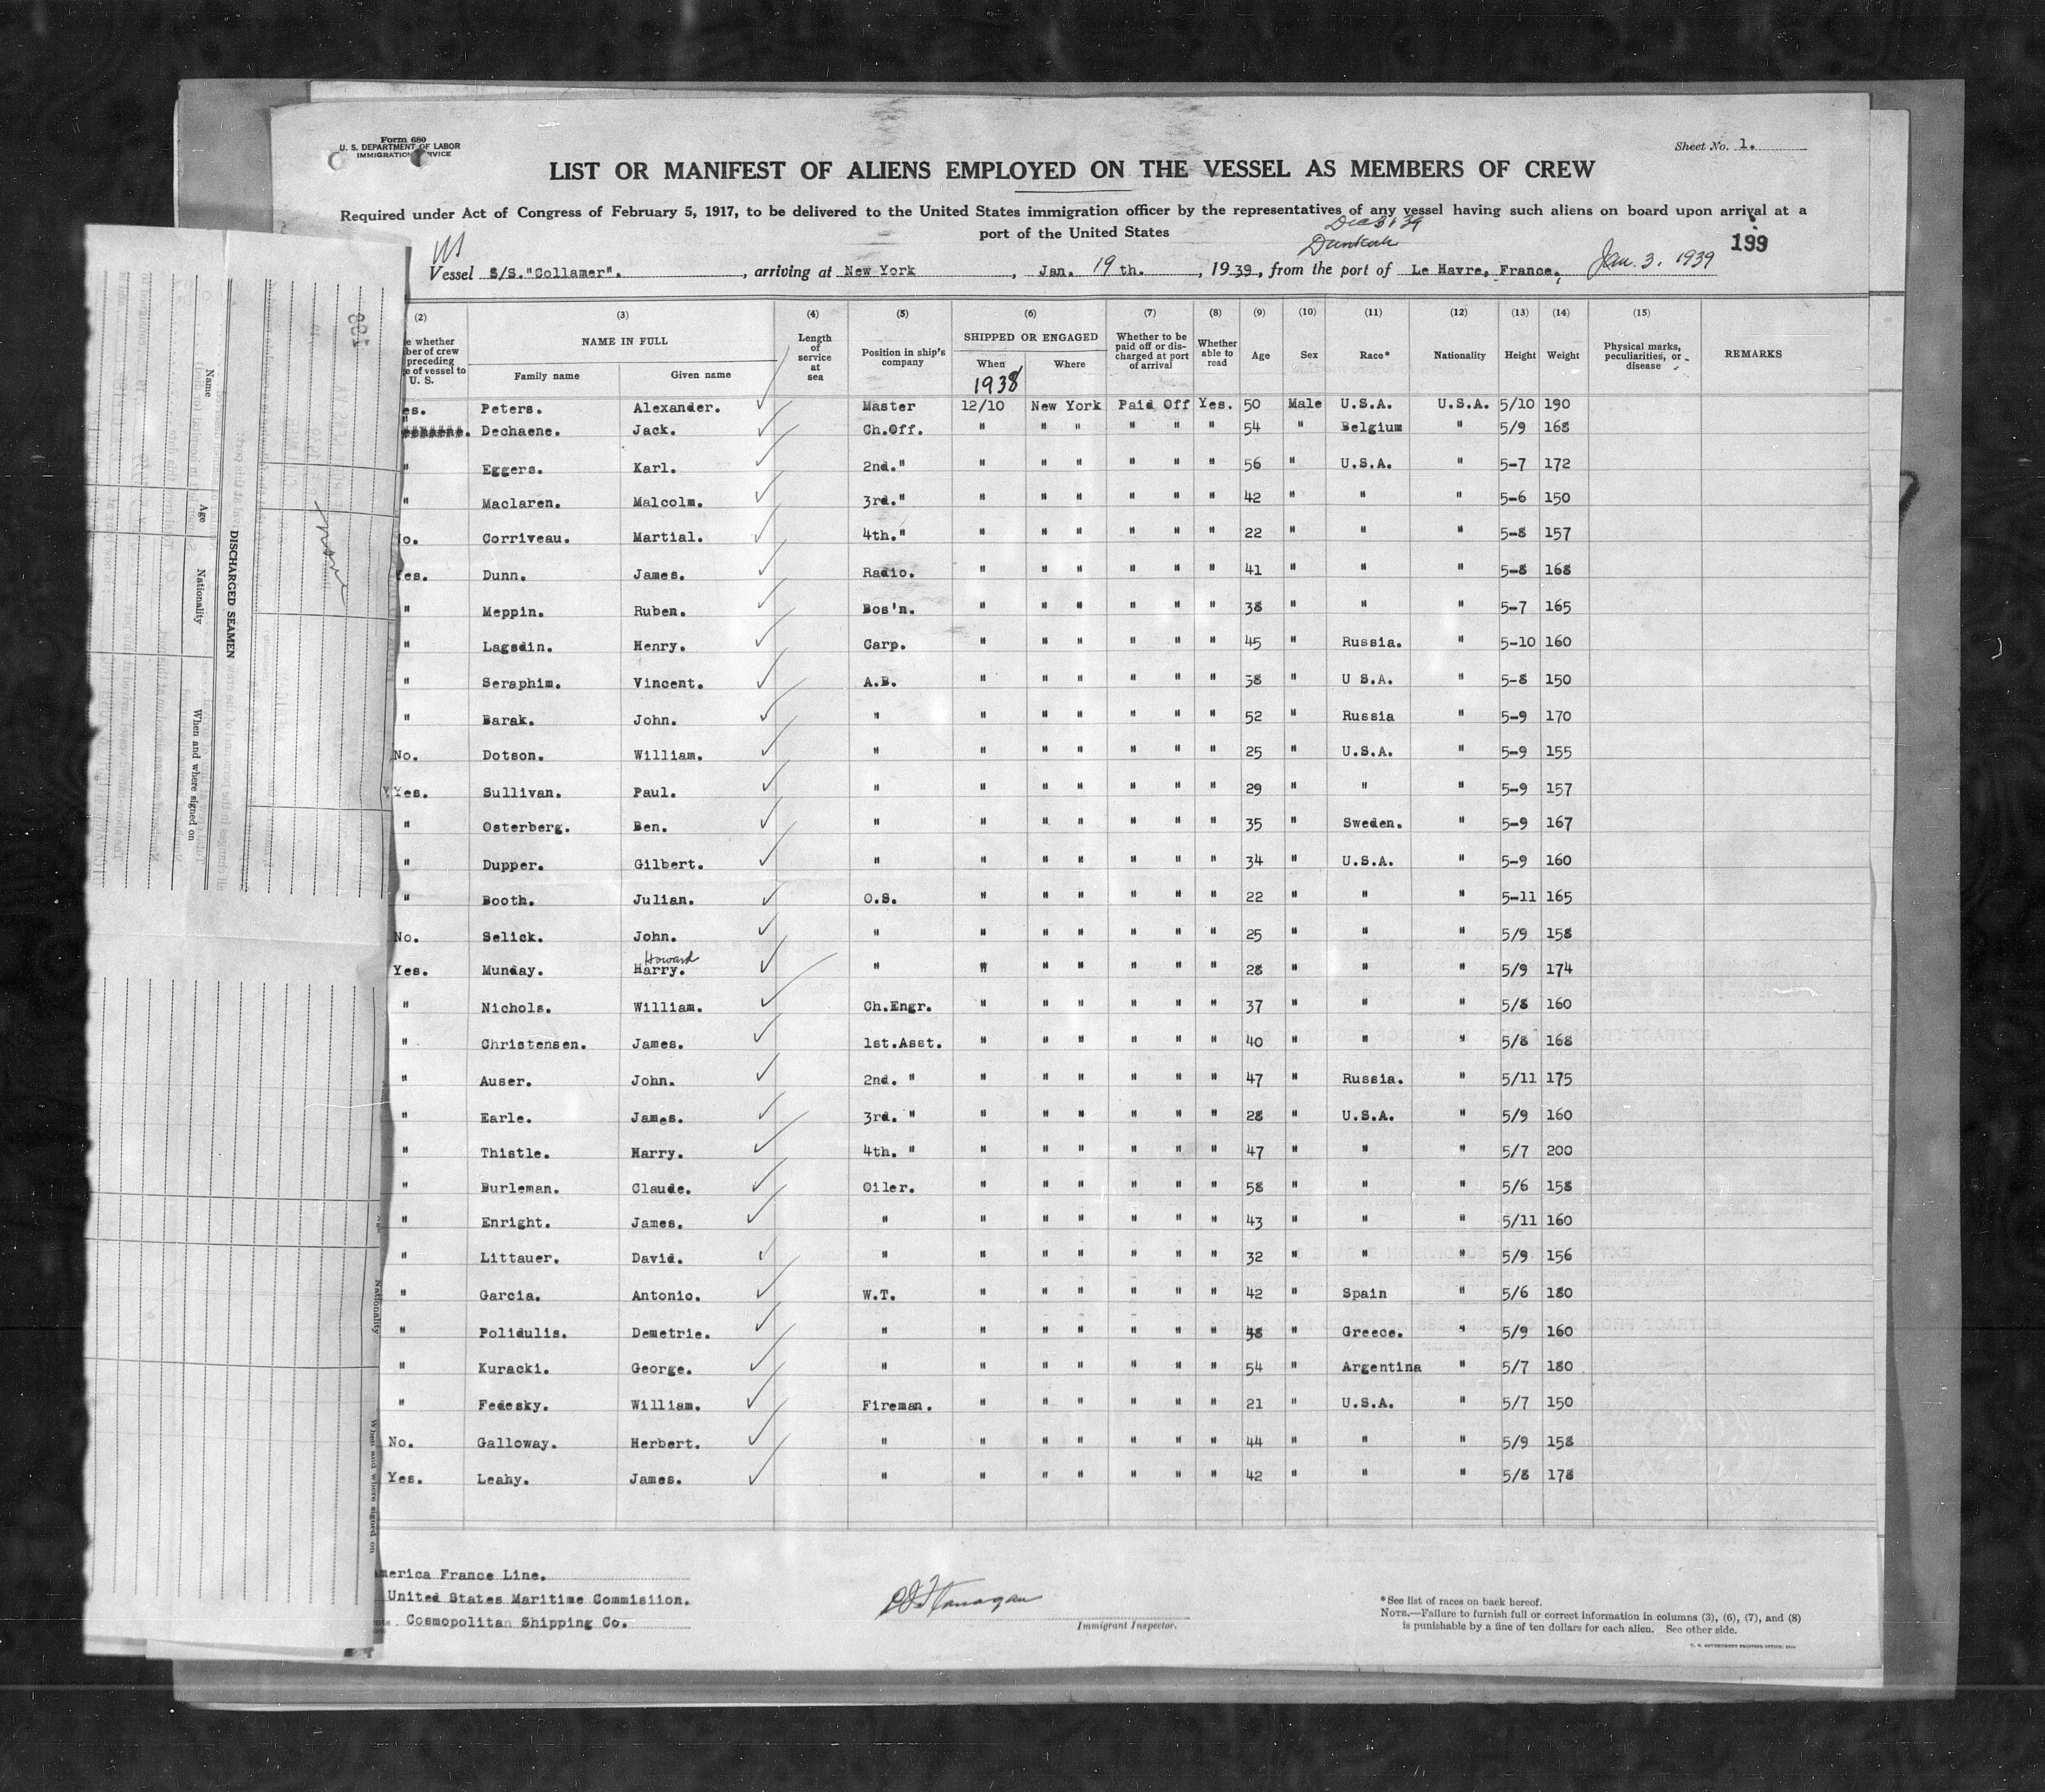 Form 680
U. S. DEPARTMENT OF LABOR
IMMIGRATION SERVICE
Sheet No. 1.
LIST OR MANIFEST OF ALIENS EMPLOYED ON THE VESSEL AS MEMBERS OF CREW
Required under Act of Congress of February 5, 1917, to be delivered to the United States immigration officer by the representatives of any vessel having such aliens on board upon arrival at a
port of the United States
199
Vessel S/S."Collamer"., arriving at New York, Jan. 19 th., 1939, from the port of Le Havre, France. Jan. 3. 1939
(2) (3) (4) (5) (6) (7) (8) (9) (10) (11) (12) (13) (14) (15)
whether
ber of crew
preceding
e of vessel to
U. S.
NAME IN FULL
Family name Given name
Length of service at sea
Position in ship's company
SHIPPED OR ENGAGED
When Where
1938
Whether to be paid off or discharged at port of arrival
Whether able to read
Age Sex Race* Nationality Height Weight
Physical marks, peculiarities, or disease
REMARKS
es. Peters. Alexander. Master 12/10 New York Paid Off Yes. 50 Male U.S.A. U.S.A. 5/10 190
" Dechaene. Jack. Ch.Off. " " " " " " 54 " Belgium " 5/9 168
" Eggers. Karl. 2nd." " " " " " " 56 " U.S.A. " 5-7 172
" Maclaren. Malcolm. 3rd." " " " " " " 42 " " " 5-6 150
o. Corriveau. Martial. 4th." " " " " " " 22 " " " 5-8 157
Yes. Dunn. James. Radio. " " " " " " 41 " " " 5-8 168
" Meppin. Ruben. Bos'n. " " " " " " 38 " " " 5-7 165
" Lagsdin. Henry. Carp. " " " " " " 45 " Russia. " 5-10 160
" Seraphim. Vincent. A.B. " " " " " " 38 " U S.A. " 5-8 150
" Barak. John. " " " " " " " 52 " Russia " 5-9 170
No. Dotson. William. " " " " " " " 25 " U.S.A. " 5-9 155
Yes. Sullivan. Paul. " " " " " " " 29 " " " 5-9 157
" Osterberg. Ben. " " " " " " " 35 " Sweden. " 5-9 167
" Dupper. Gilbert. " " " " " " " 34 " U.S.A. " 5-9 160
" Booth. Julian. O.S. " " " " " " 22 " " " 5-11 165
No. Selick. John. " " " " " " " 25 " " " 5/9 158
Howard
Yes. Munday. Harry. " " " " " " " 28 " " " 5/9 174
" Nichols. William. Ch.Engr. " " " " " " 37 " " " 5/8 160
" Christensen. James. 1st.Asst. " " " " " " 40 " " " 5/8 168
" Auser. John. 2nd. " " " " " " " 47 " Russia. " 5/11 175
" Earle. James. 3rd. " " " " " " " 28 " U.S.A. " 5/9 160
" Thistle. Harry. 4th. " " " " " " " 47 " " " 5/7 200
" Burleman. Claude. Oiler. " " " " " " 58 " " " 5/6 158
" Enright. James. " " " " " " " 43 " " " 5/11 160
" Littauer. David. " " " " " " " 32 " " " 5/9 156
" Garcia. Antonio. W.T. " " " " " " 42 " Spain " 5/6 180
" Polidulis. Demetrie. " " " " " " " 38 " Greece. " 5/9 160
" Kuracki. George. " " " " " " " 54 " Argentina " 5/7 180
" Fedesky. William. Fireman. " " " " " " 21 " U.S.A. " 5/7 150
No. Galloway. Herbert. " " " " " " " 44 " " " 5/9 158
Yes. Leahy. James. " " " " " " " 42 " " " 5/8 178
America France Line.
United States Maritime Commisiion.
Cosmopolitan Shipping Co.
Immigrant Inspector.
*See list of races on back hereof.
NOTE.—Failure to furnish full or correct information in columns (3), (6), (7), and (8)
is punishable by a fine of ten dollars for each alien. See other side.
DISCHARGED SEAMEN
Name Age Nationality When and where signed on
Nationality When and where signed on